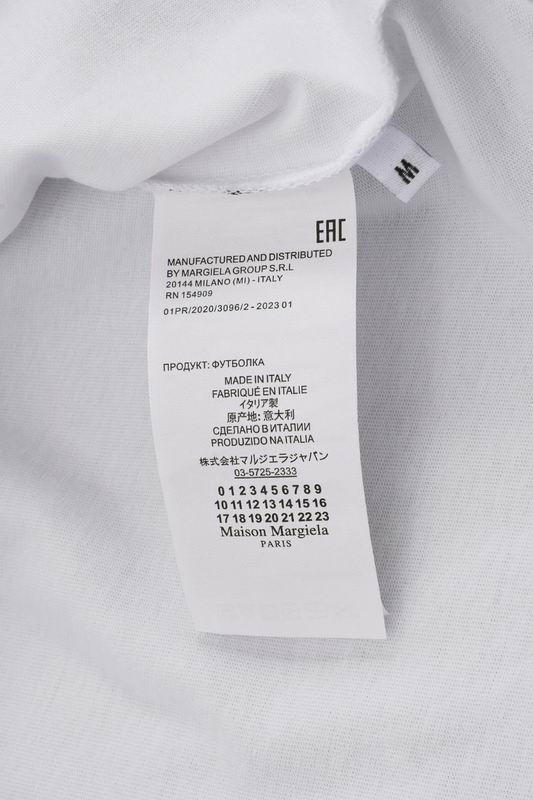 M
EAC
MANUFACTURED AND DISTRIBUTED
BY MARGIELA GROUP S.R.L
20144 MILANO (MI) - ITALY
RN 154909
01PR/2020/3096/2 - 2023 01
ПРОДУКТ: ФУТБОЛКА
MADE IN ITALY
FABRIQUÉ EN ITALIE
イタリア製
原产地: 意大利
СДЕЛАНО В ИТАЛИИ
PRODUZIDO NA ITALIA
株式会社マルジェラジャパン
03-5725-2333
0 1 2 3 4 5 6 7 8 9
10 11 12 13 14 15 16
17 18 19 20 21 22 23
Maison Margiela
PARIS